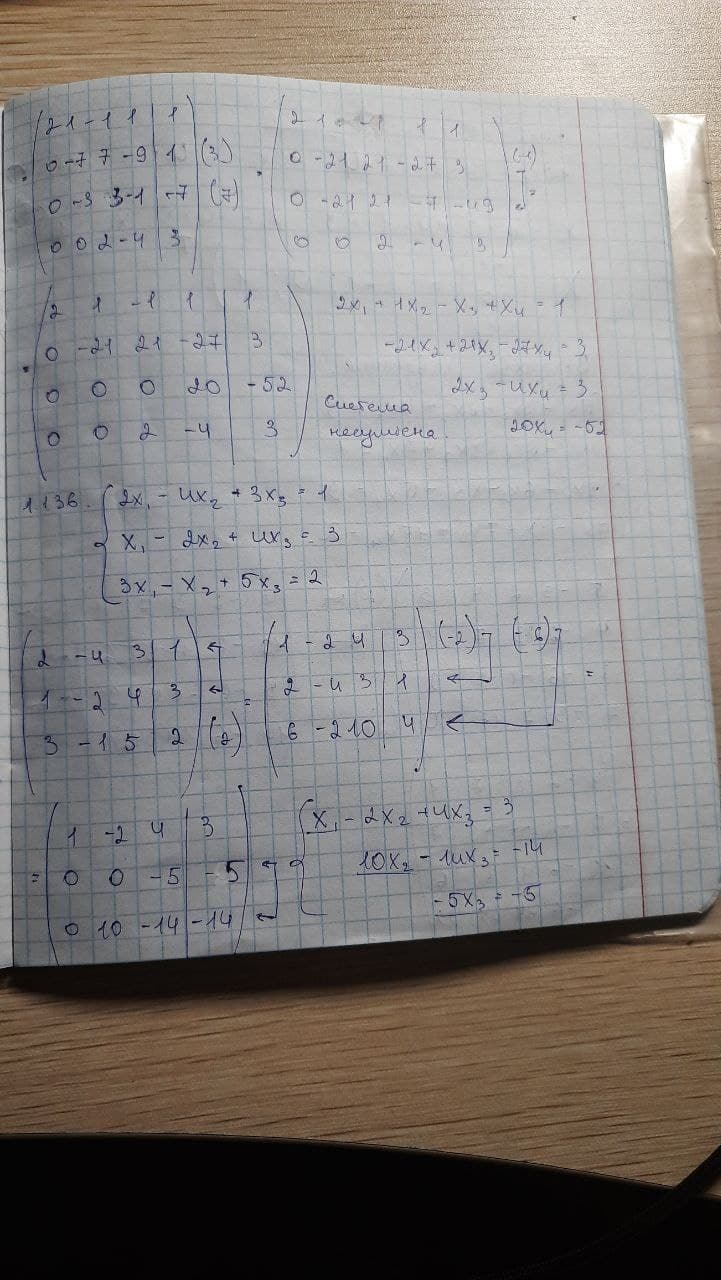 2 1 -1 1 | 1
0 -7 7 -9 | 1 (3)
0 -3 3 -1 | -7 (7)
0 0 2 -4 | 3
2 1 -1 1 | 1
0 -21 21 -27 | 3 (-1)
0 -21 21 -7 | -49 =
0 0 2 -4 | 3
2 1 -1 1 | 1
0 -21 21 -27 | 3
0 0 0 20 | -52
0 0 2 -4 | 3
2x₁ + 1x₂ - x₃ + x₄ = 1
-21x₂ + 21x₃ - 27x₄ = 3
2x₃ - 4x₄ = 3
20x₄ = -52
Система
1.136. 2x₁ - 4x₂ + 3x₃ = 1
x₁ - 2x₂ + 4x₃ = 3
3x₁ - x₂ + 5x₃ = 2
2 -4 3 | 1
1 -2 4 | 3 =
3 -1 5 | 2 (2)
1 -2 4 | 3 (-2) (-6)
2 -4 3 | 1 =
6 -2 10 | 4
1 -2 4 | 3
= 0 0 -5 | -5
0 10 -14 | -14
x₁ - 2x₂ + 4x₃ = 3
10x₂ - 14x₃ = -14
-5x₃ = -5